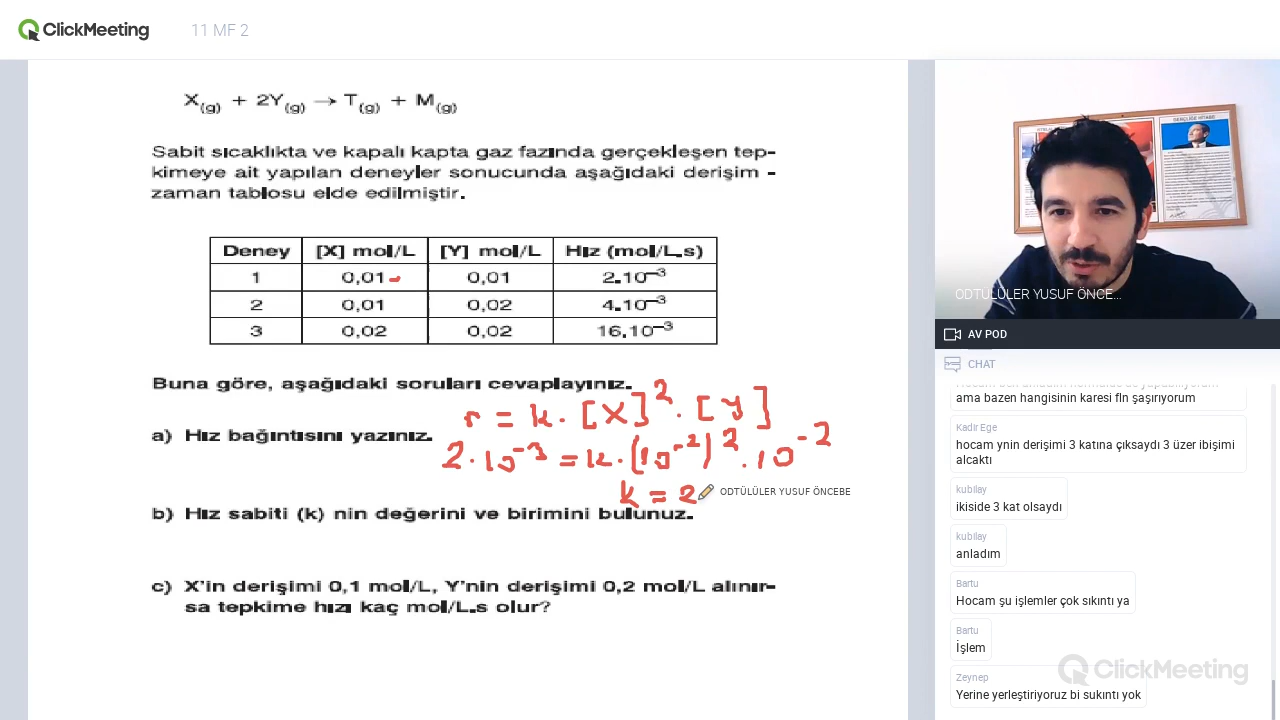 ClickMeeting
11 MF 2
X(g) + 2Y(g) → T(g) + M(g)
Sabit sıcaklıkta ve kapalı kapta gaz fazında gerçekleşen tep-
kimeye ait yapılan deneyler sonucunda aşağıdaki derişim -
zaman tablosu elde edilmiştir.
Deney [X] mol/L [Y] mol/L Hız (mol/L.s)
1 0,01 0,01 2.10⁻³
2 0,01 0,02 4.10⁻³
3 0,02 0,02 16.10⁻³
Buna göre, aşağıdaki soruları cevaplayınız.
r = k . [X]² . [Y]
a) Hız bağıntısını yazınız.
2 . 10⁻³ = k . (10⁻²)² . 10⁻²
k = 2
ODTÜLÜLER YUSUF ÖNCEBE
b) Hız sabiti (k) nin değerini ve birimini bulunuz.
c) X'in derişimi 0,1 mol/L, Y'nin derişimi 0,2 mol/L alınır-
sa tepkime hızı kaç mol/L.s olur?
GENÇLİĞE HİTABE
ODTÜLÜLER YUSUF ÖNCE...
AV POD
CHAT
ama bazen hangisinin karesi fln şaşırıyorum
Kadir Ege
hocam ynin derişimi 3 katına çıksaydı 3 üzer ibişimi
alcaktı
kubilay
ikiside 3 kat olsaydı
kubilay
anladım
Bartu
Hocam şu işlemler çok sıkıntı ya
Bartu
İşlem
Zeynep
Yerine yerleştiriyoruz bi sukıntı yok
ClickMeeting